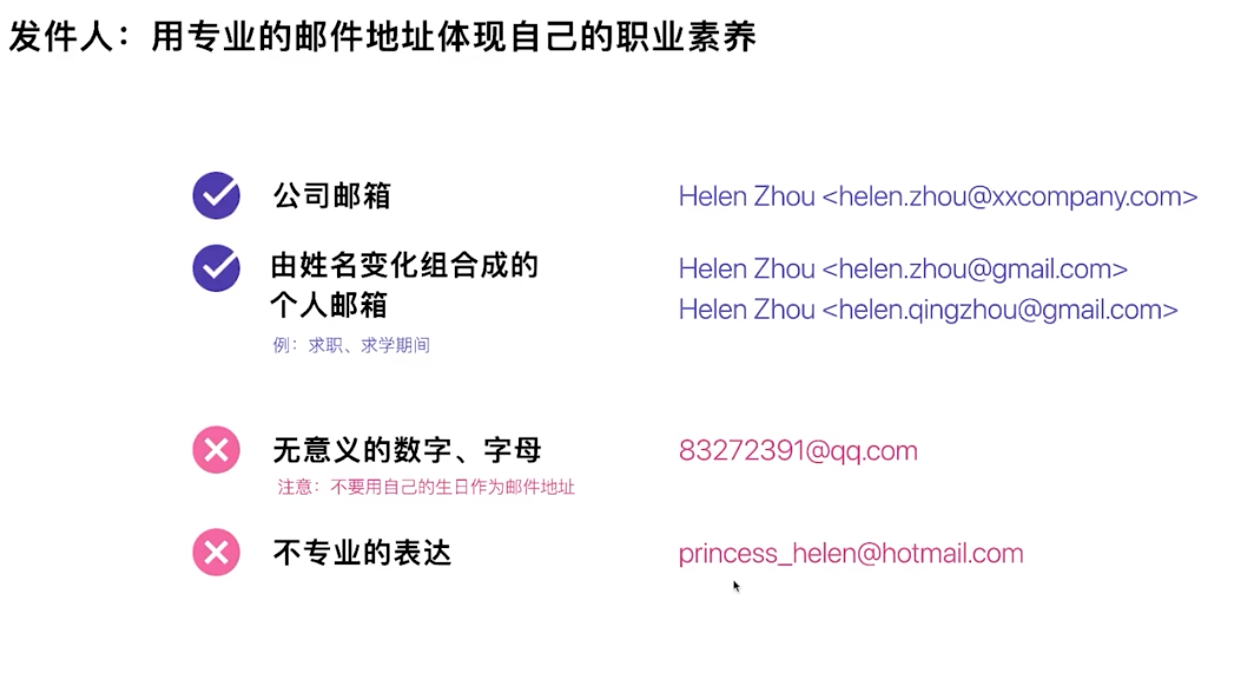 发件人：用专业的邮件地址体现自己的职业素养
公司邮箱
Helen Zhou <helen.zhou@xxcompany.com>
由姓名变化组合成的
个人邮箱
例：求职、求学期间
Helen Zhou <helen.zhou@gmail.com>
Helen Zhou <helen.qingzhou@gmail.com>
无意义的数字、字母
注意：不要用自己的生日作为邮件地址
83272391@qq.com
不专业的表达
princess_helen@hotmail.com